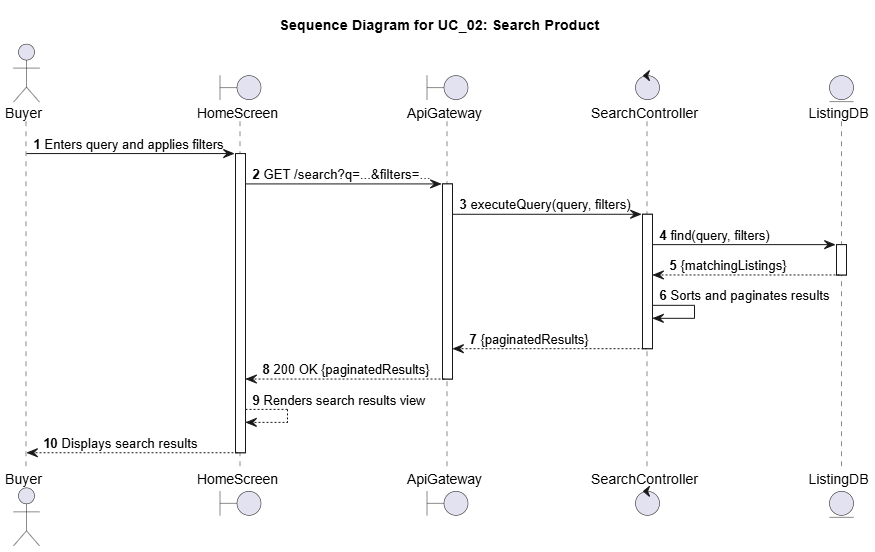 Sequence Diagram for UC_02: Search Product
Buyer
HomeScreen
ApiGateway
SearchController
ListingDB
1 Enters query and applies filters
2 GET /search?q=...&filters=...
3 executeQuery(query, filters)
4 find(query, filters)
5 {matchingListings}
6 Sorts and paginates results
7 {paginatedResults}
8 200 OK {paginatedResults}
9 Renders search results view
10 Displays search results
Buyer
HomeScreen
ApiGateway
SearchController
ListingDB